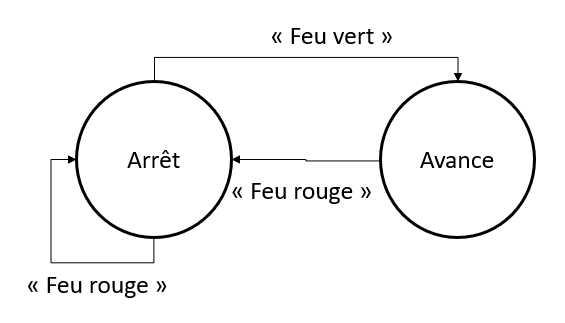 « Feu vert »
Arrêt
Avance
« Feu rouge »
« Feu rouge »